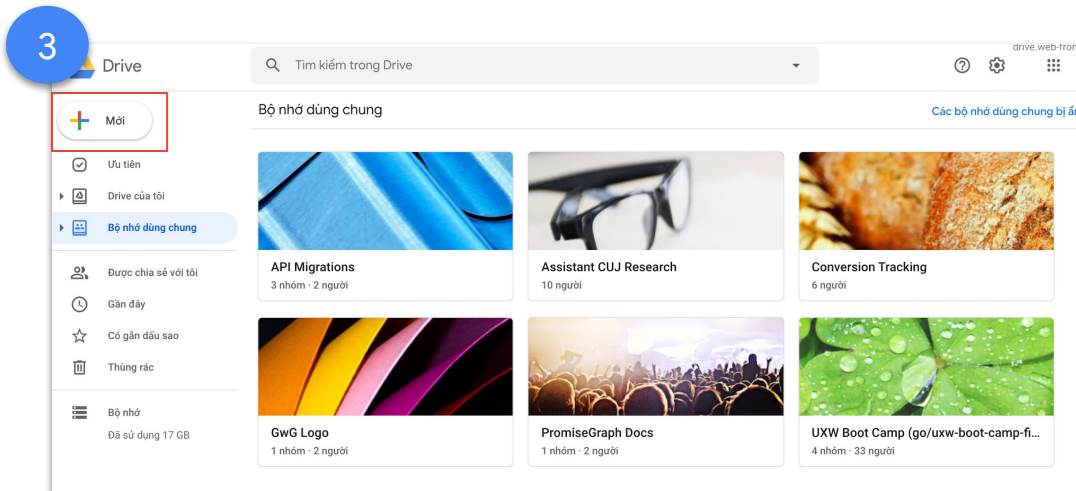 3
Drive
Tìm kiếm trong Drive
drive.web-fron
Mới
Bộ nhớ dùng chung
Các bộ nhớ dùng chung bị ẩn
Ưu tiên
Drive của tôi
Bộ nhớ dùng chung
Được chia sẻ với tôi
Gần đây
Có gắn dấu sao
Thùng rác
Bộ nhớ
Đã sử dụng 17 GB
API Migrations
3 nhóm · 2 người
Assistant CUJ Research
10 người
Conversion Tracking
6 người
GwG Logo
1 nhóm · 2 người
PromiseGraph Docs
1 nhóm · 2 người
UXW Boot Camp (go/uxw-boot-camp-fi...
4 nhóm · 33 người